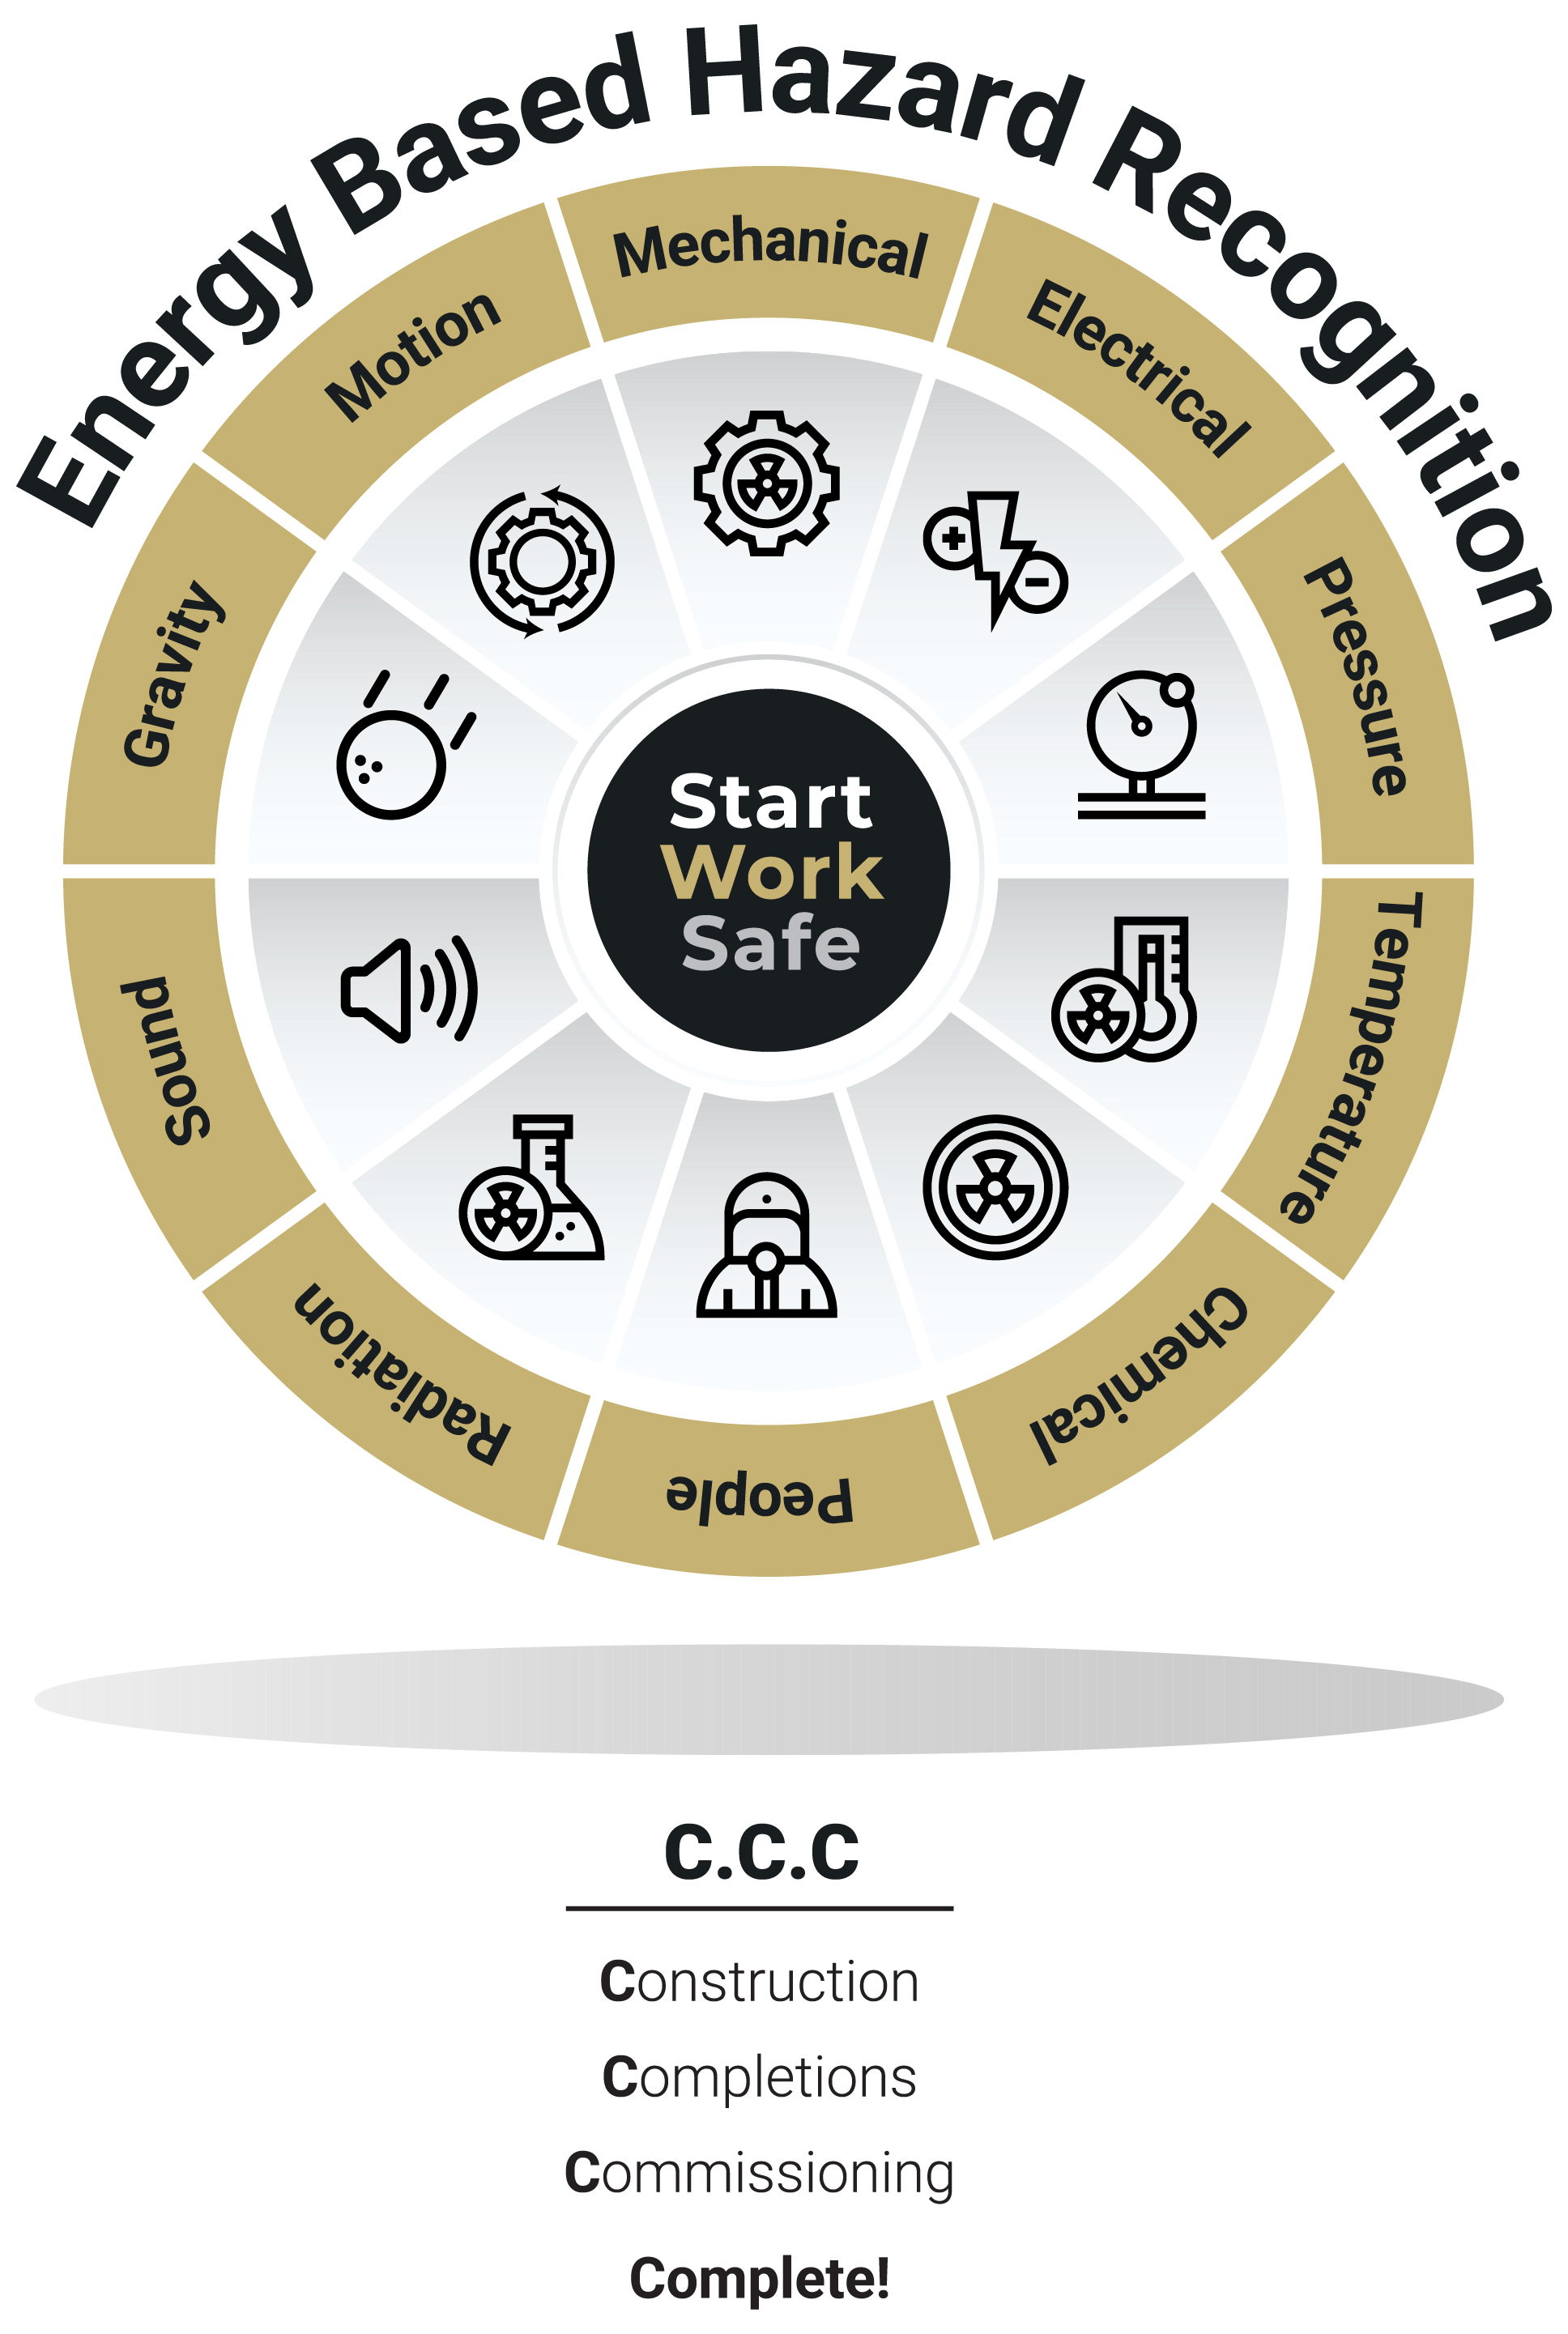 Energy Based Hazard Recognition
Mechanical
Electrical
Pressure
Temperature
Chemical
People
Radiation
Sound
Gravity
Motion
Start
Work
Safe
C.C.C
Construction
Completions
Commissioning
Complete!